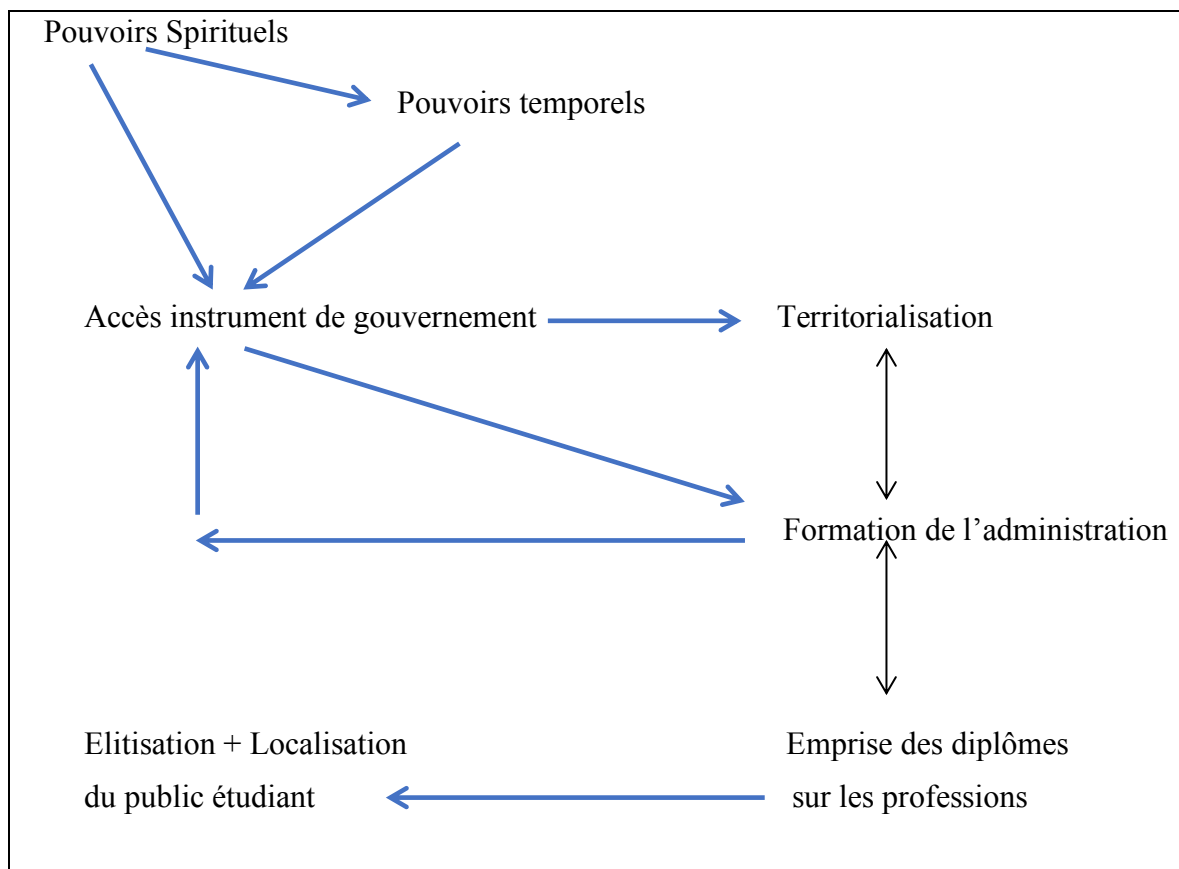 Pouvoirs Spirituels
Pouvoirs temporels
Accès instrument de gouvernement
Territorialisation
Formation de l’administration
Elitisation + Localisation
du public étudiant
Emprise des diplômes
sur les professions